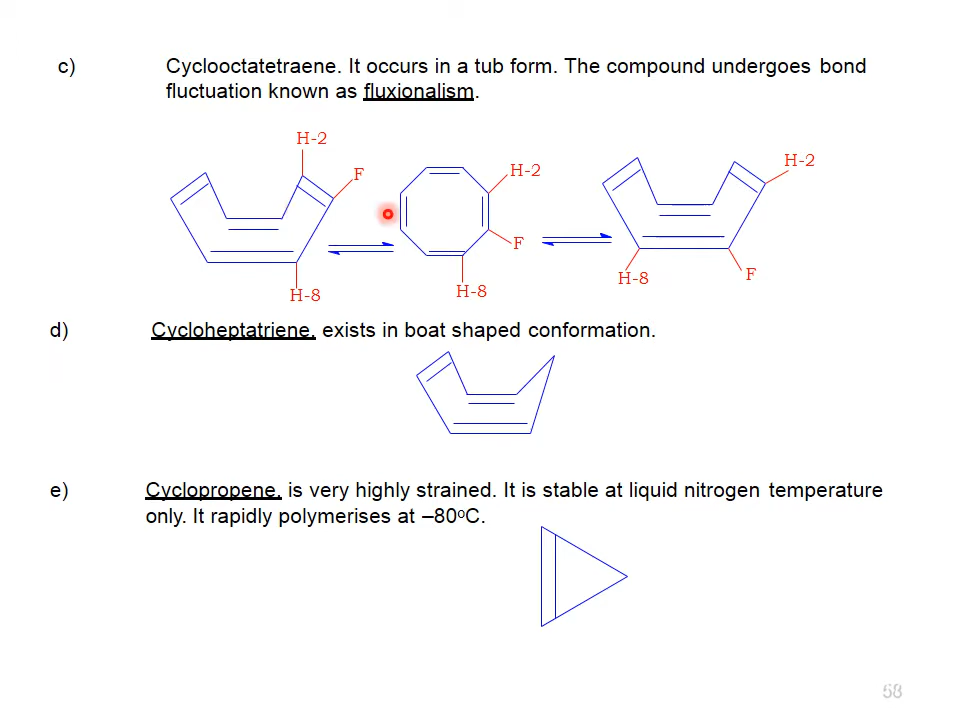 c) Cyclooctatetraene. It occurs in a tub form. The compound undergoes bond
fluctuation known as fluxionalism.
H-2
F
H-8
H-2
F
H-8
H-2
H-8
F
d) Cycloheptatriene, exists in boat shaped conformation.
e) Cyclopropene, is very highly strained. It is stable at liquid nitrogen temperature
only. It rapidly polymerises at –80oC.